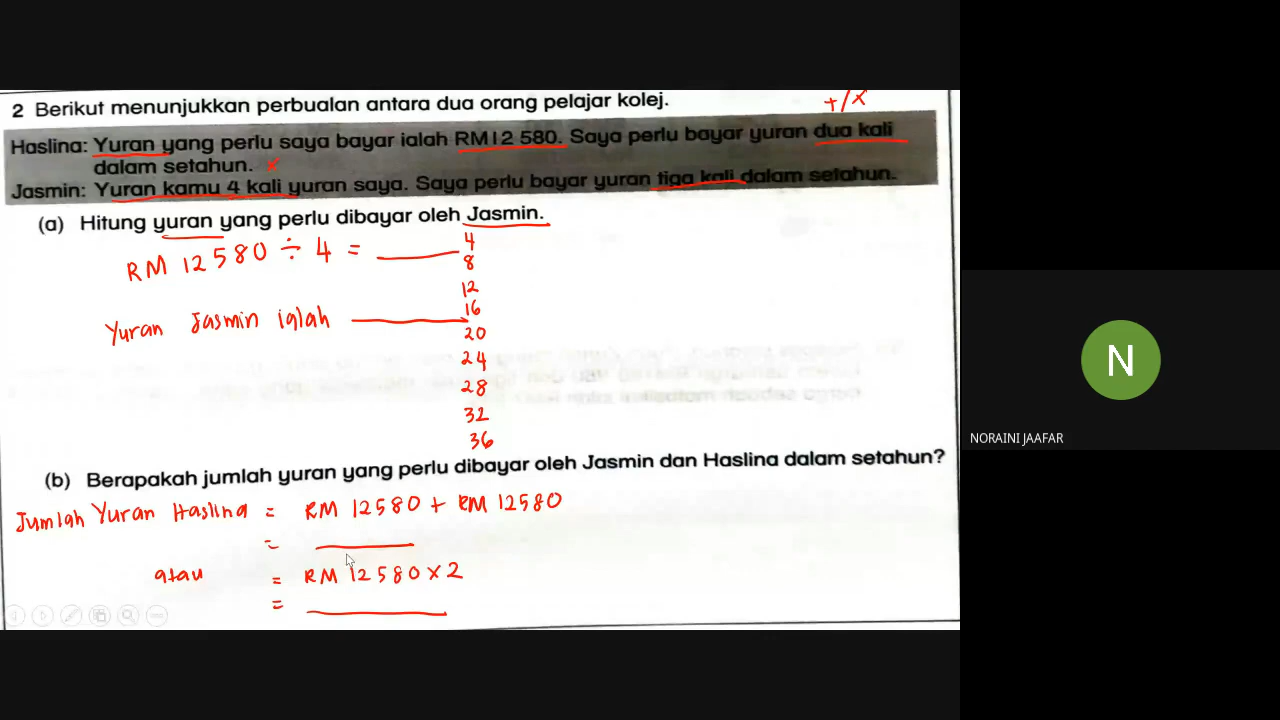 2 Berikut menunjukkan perbualan antara dua orang pelajar kolej.
+/x
Haslina: Yuran yang perlu saya bayar ialah RM12 580. Saya perlu bayar yuran dua kali
dalam setahun. x
Jasmin: Yuran kamu 4 kali yuran saya. Saya perlu bayar yuran tiga kali dalam setahun.
(a) Hitung yuran yang perlu dibayar oleh Jasmin.
RM 12580 ÷ 4 = ____
Yuran Jasmin ialah ____
4
8
12
16
20
24
28
32
36
(b) Berapakah jumlah yuran yang perlu dibayar oleh Jasmin dan Haslina dalam setahun?
Jumlah Yuran Haslina = RM 12580 + RM 12580
= ____
atau = RM 12580 x 2
= ____
N
NORAINI JAAFAR